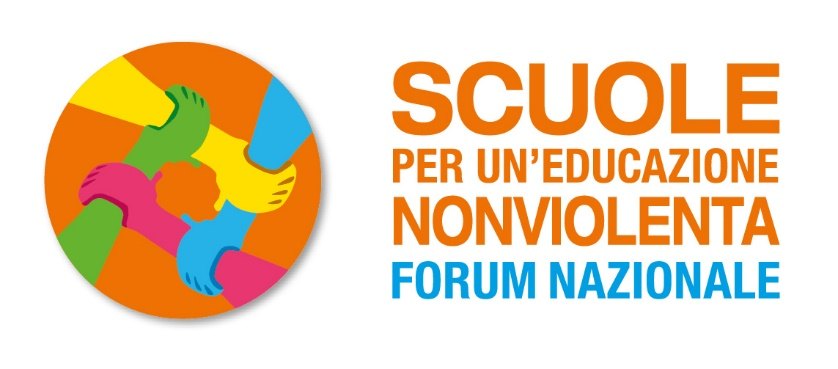 SCUOLE
PER UN'EDUCAZIONE
NONVIOLENTA
FORUM NAZIONALE